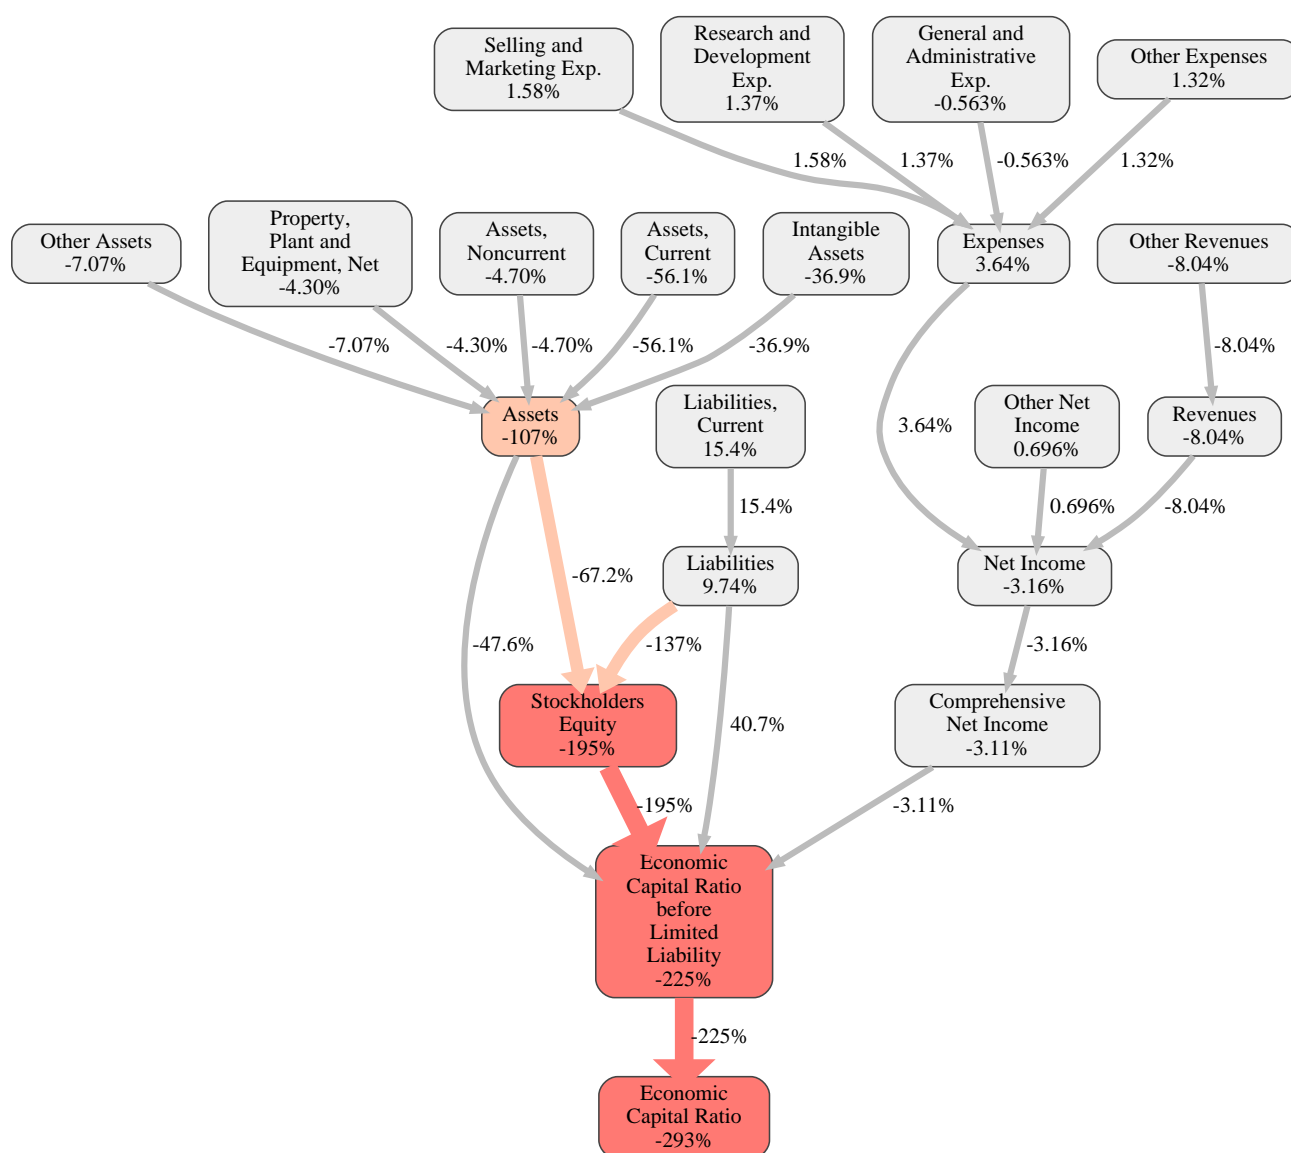 Selling and
Marketing Exp.
1.58%
Research and
Development
Exp.
1.37%
General and
Administrative
Exp.
-0.563%
Other Expenses
1.32%
1.58%
1.37%
-0.563%
1.32%
Other Assets
-7.07%
Property,
Plant and
Equipment, Net
-4.30%
Assets,
Noncurrent
-4.70%
Assets,
Current
-56.1%
Intangible
Assets
-36.9%
Expenses
3.64%
Other Revenues
-8.04%
-7.07%
-4.30%
-4.70%
-56.1%
-36.9%
-8.04%
Assets
-107%
Liabilities,
Current
15.4%
3.64%
Other Net
Income
0.696%
Revenues
-8.04%
15.4%
0.696%
-8.04%
-67.2%
Liabilities
9.74%
Net Income
-3.16%
-47.6%
-137%
-3.16%
Stockholders
Equity
-195%
40.7%
Comprehensive
Net Income
-3.11%
-195%
-3.11%
Economic
Capital Ratio
before
Limited
Liability
-225%
-225%
Economic
Capital Ratio
-293%